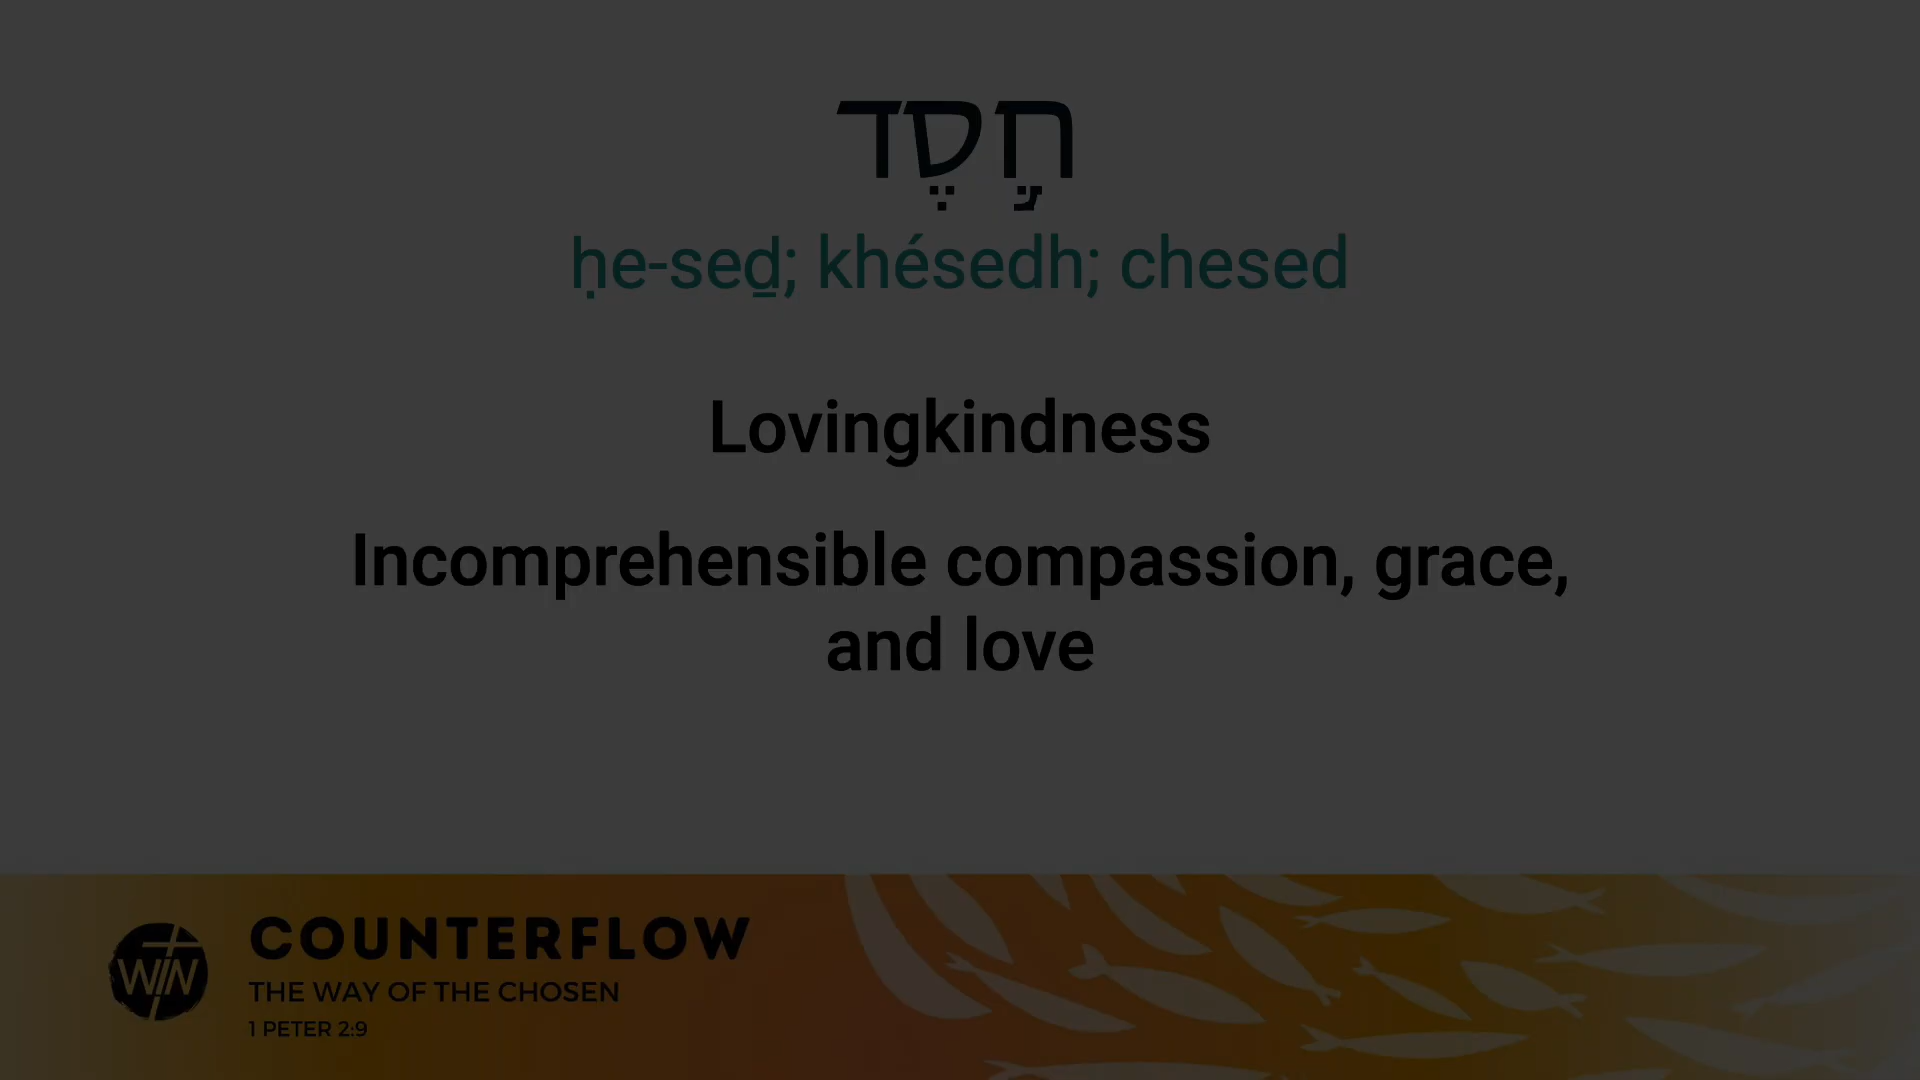 חֶ֣סֶד
ḥe-seḏ; khésedh; chesed
Lovingkindness
Incomprehensible compassion, grace,
and love
WIN
COUNTERFLOW
THE WAY OF THE CHOSEN
1 PETER 2:9